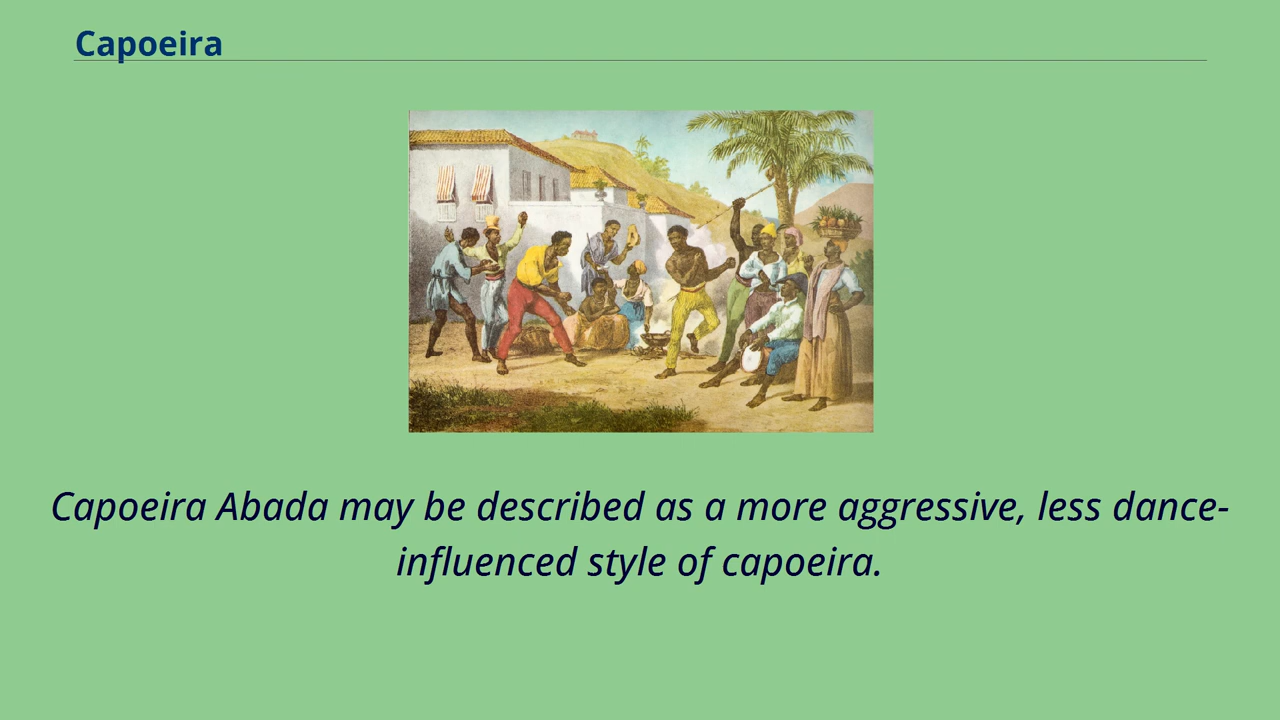 Capoeira
Capoeira Abada may be described as a more aggressive, less dance-
influenced style of capoeira.